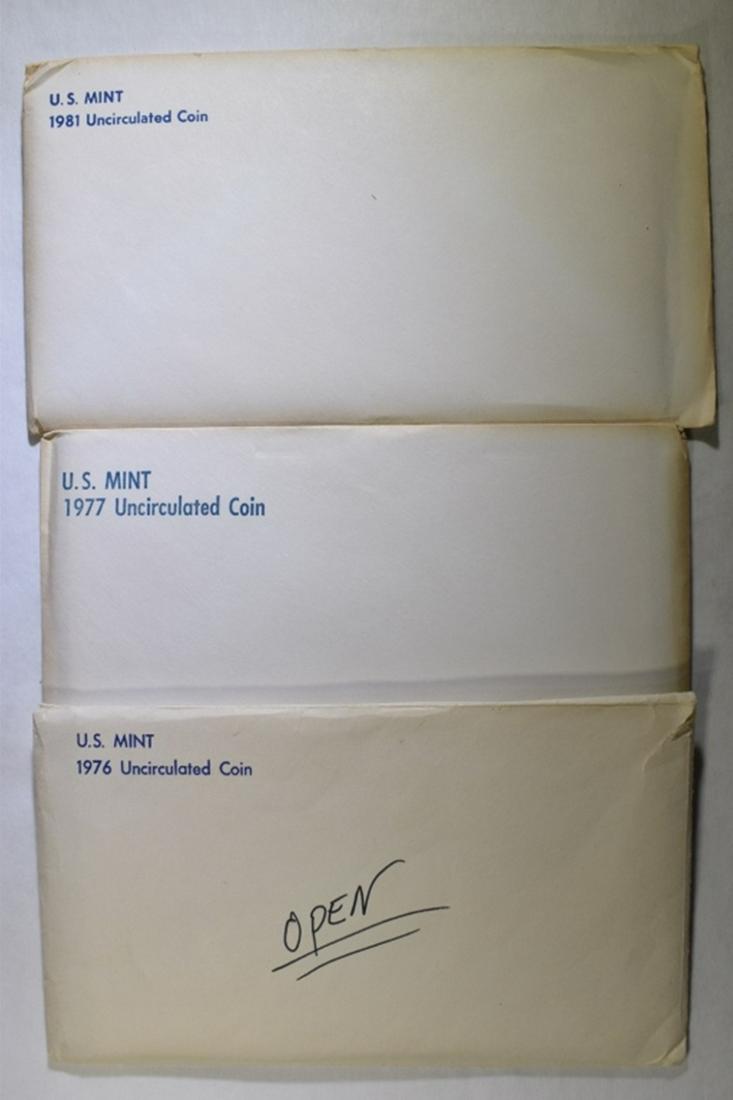 U.S. MINT
1981 Uncirculated Coin
U.S. MINT
1977 Uncirculated Coin
U.S. MINT
1976 Uncirculated Coin
OPEN